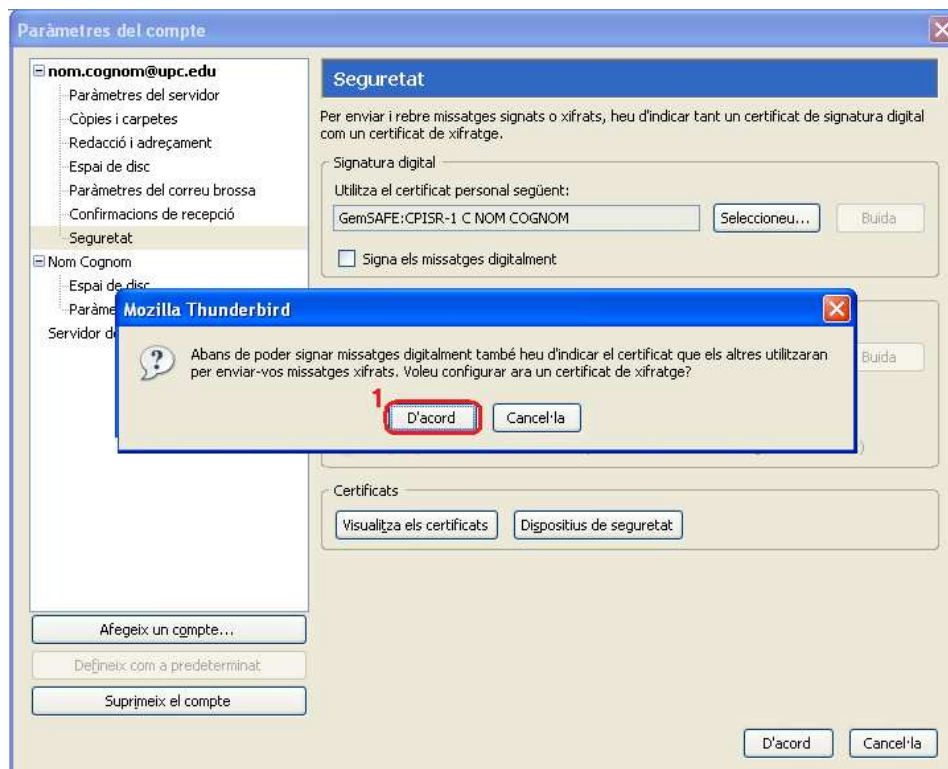 Paràmetres del compte
nom.cognom@upc.edu
Paràmetres del servidor
Còpies i carpetes
Redacció i adreçament
Espai de disc
Paràmetres del correu brossa
Confirmacions de recepció
Seguretat
Nom Cognom
Espai de disc
Paràme
Servidor d
Afegeix un compte...
Defineix com a predeterminat
Suprimeix el compte
Seguretat
Per enviar i rebre missatges signats o xifrats, heu d'indicar tant un certificat de signatura digital
com un certificat de xifratge.
Signatura digital
Utilitza el certificat personal següent:
GemSAFE:CPISR-1 C NOM COGNOM
Seleccioneu...
Buida
Signa els missatges digitalment
Buida
Mozilla Thunderbird
Abans de poder signar missatges digitalment també heu d'indicar el certificat que els altres utilitzaran
per enviar-vos missatges xifrats. Voleu configurar ara un certificat de xifratge?
1
D'acord
Cancel·la
Certificats
Visualitza els certificats
Dispositius de seguretat
D'acord
Cancel·la